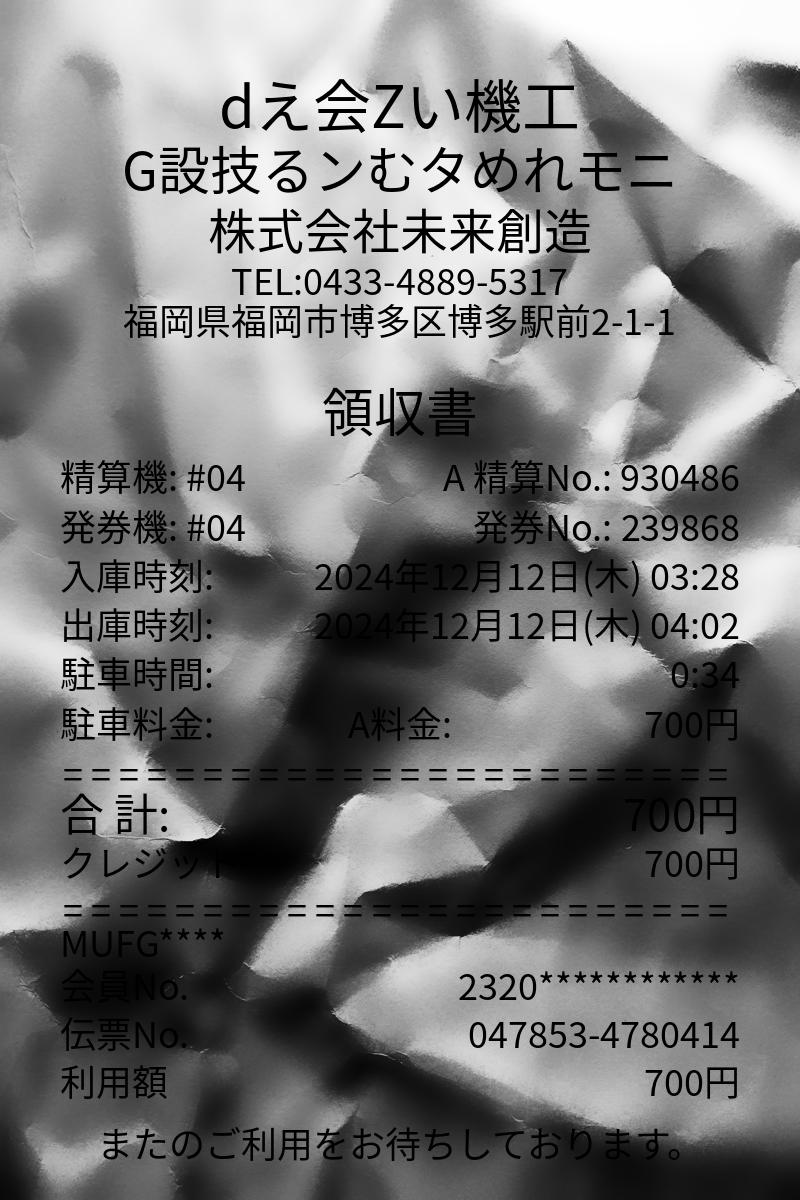 dえ会Zい機工
G設技るンむタめれモニ
株式会社未来創造
TEL:0433-4889-5317
福岡県福岡市博多区博多駅前2-1-1
領収書
精算機: #04 A 精算No.: 930486
発券機: #04 発券No.: 239868
入庫時刻: 2024年12月12日(木) 03:28
出庫時刻: 2024年12月12日(木) 04:02
駐車時間: 0:34
駐車料金: A料金: 700円
========================
合 計: 700円
クレジット 700円
========================
MUFG****
会員No. 2320************
伝票No. 047853-4780414
利用額 700円
またのご利用をお待ちしております。